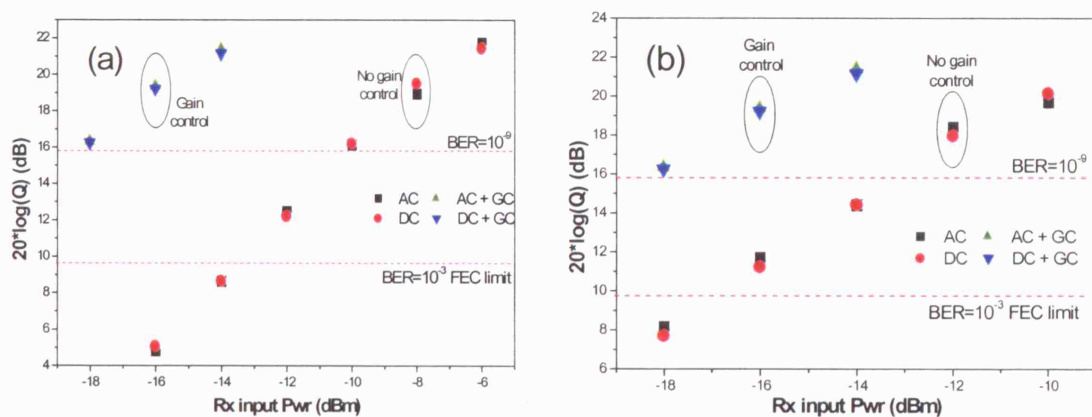 (a)
20*log(Q) (dB)
22
20
18
16
14
12
10
8
6
4
Gain
control
No gain
control
BER=10⁻⁹
AC
AC + GC
DC
DC + GC
BER=10⁻³ FEC limit
-18
-16
-14
-12
-10
-8
-6
Rx input Pwr (dBm)
(b)
20*log(Q) (dB)
24
22
20
18
16
14
12
10
8
6
Gain
control
No gain
control
BER=10⁻⁹
AC
AC + GC
DC
DC + GC
BER=10⁻³ FEC limit
-18
-16
-14
-12
-10
Rx input Pwr (dBm)